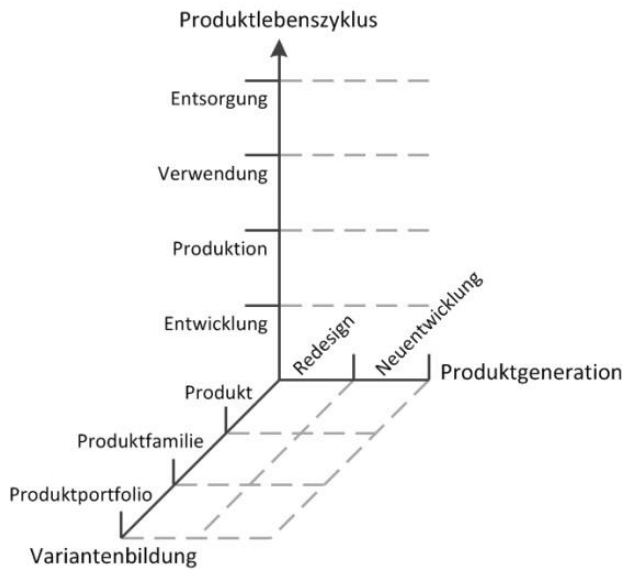 Produktlebenszyklus
Entsorgung
Verwendung
Produktion
Entwicklung
Redesign
Neuentwicklung
Produktgeneration
Produkt
Produktfamilie
Produktportfolio
Variantenbildung